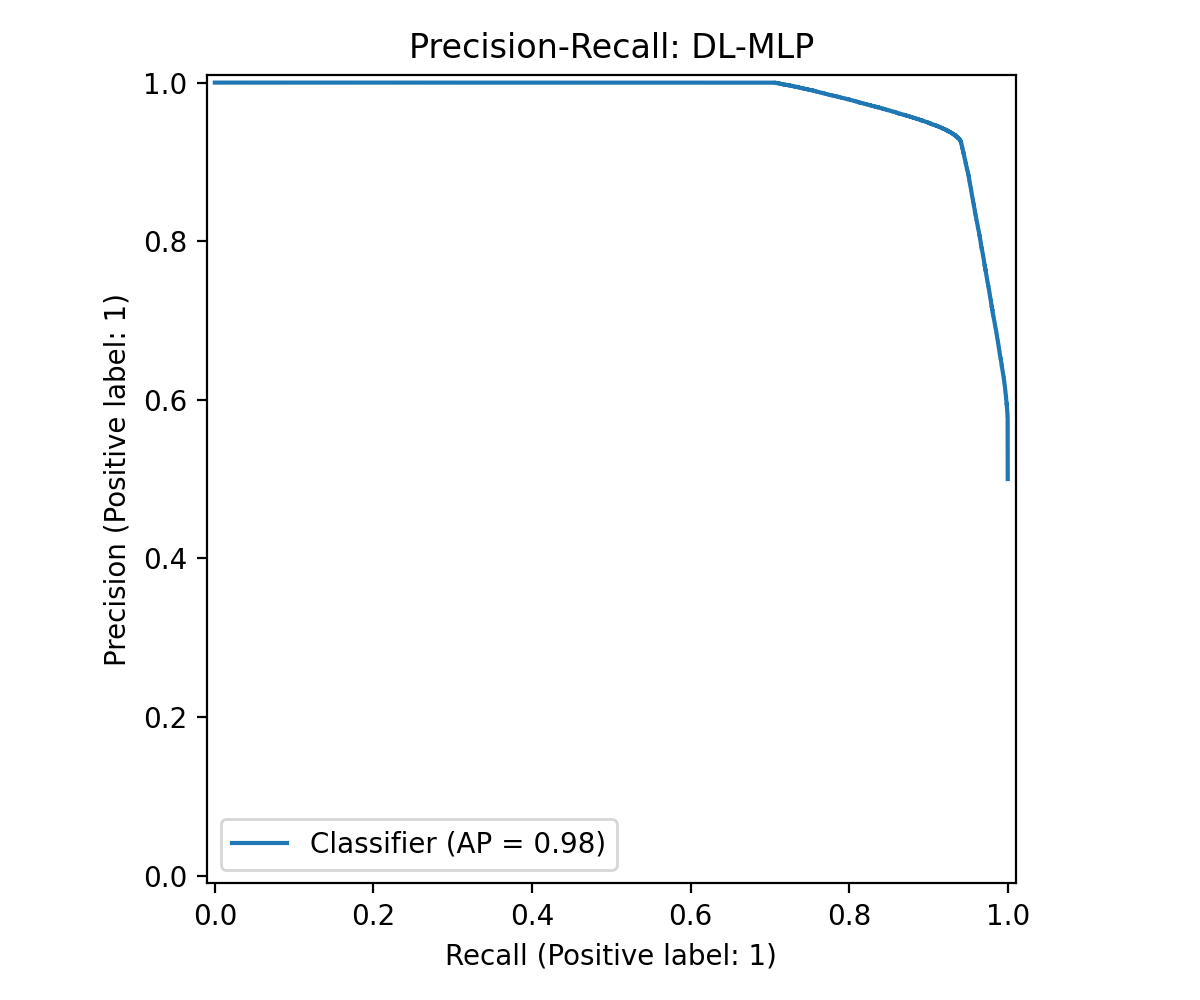 Precision-Recall: DL-MLP
1.0
0.8
0.6
0.4
0.2
0.0
Precision (Positive label: 1)
Classifier (AP = 0.98)
0.0 0.2 0.4 0.6 0.8 1.0
Recall (Positive label: 1)